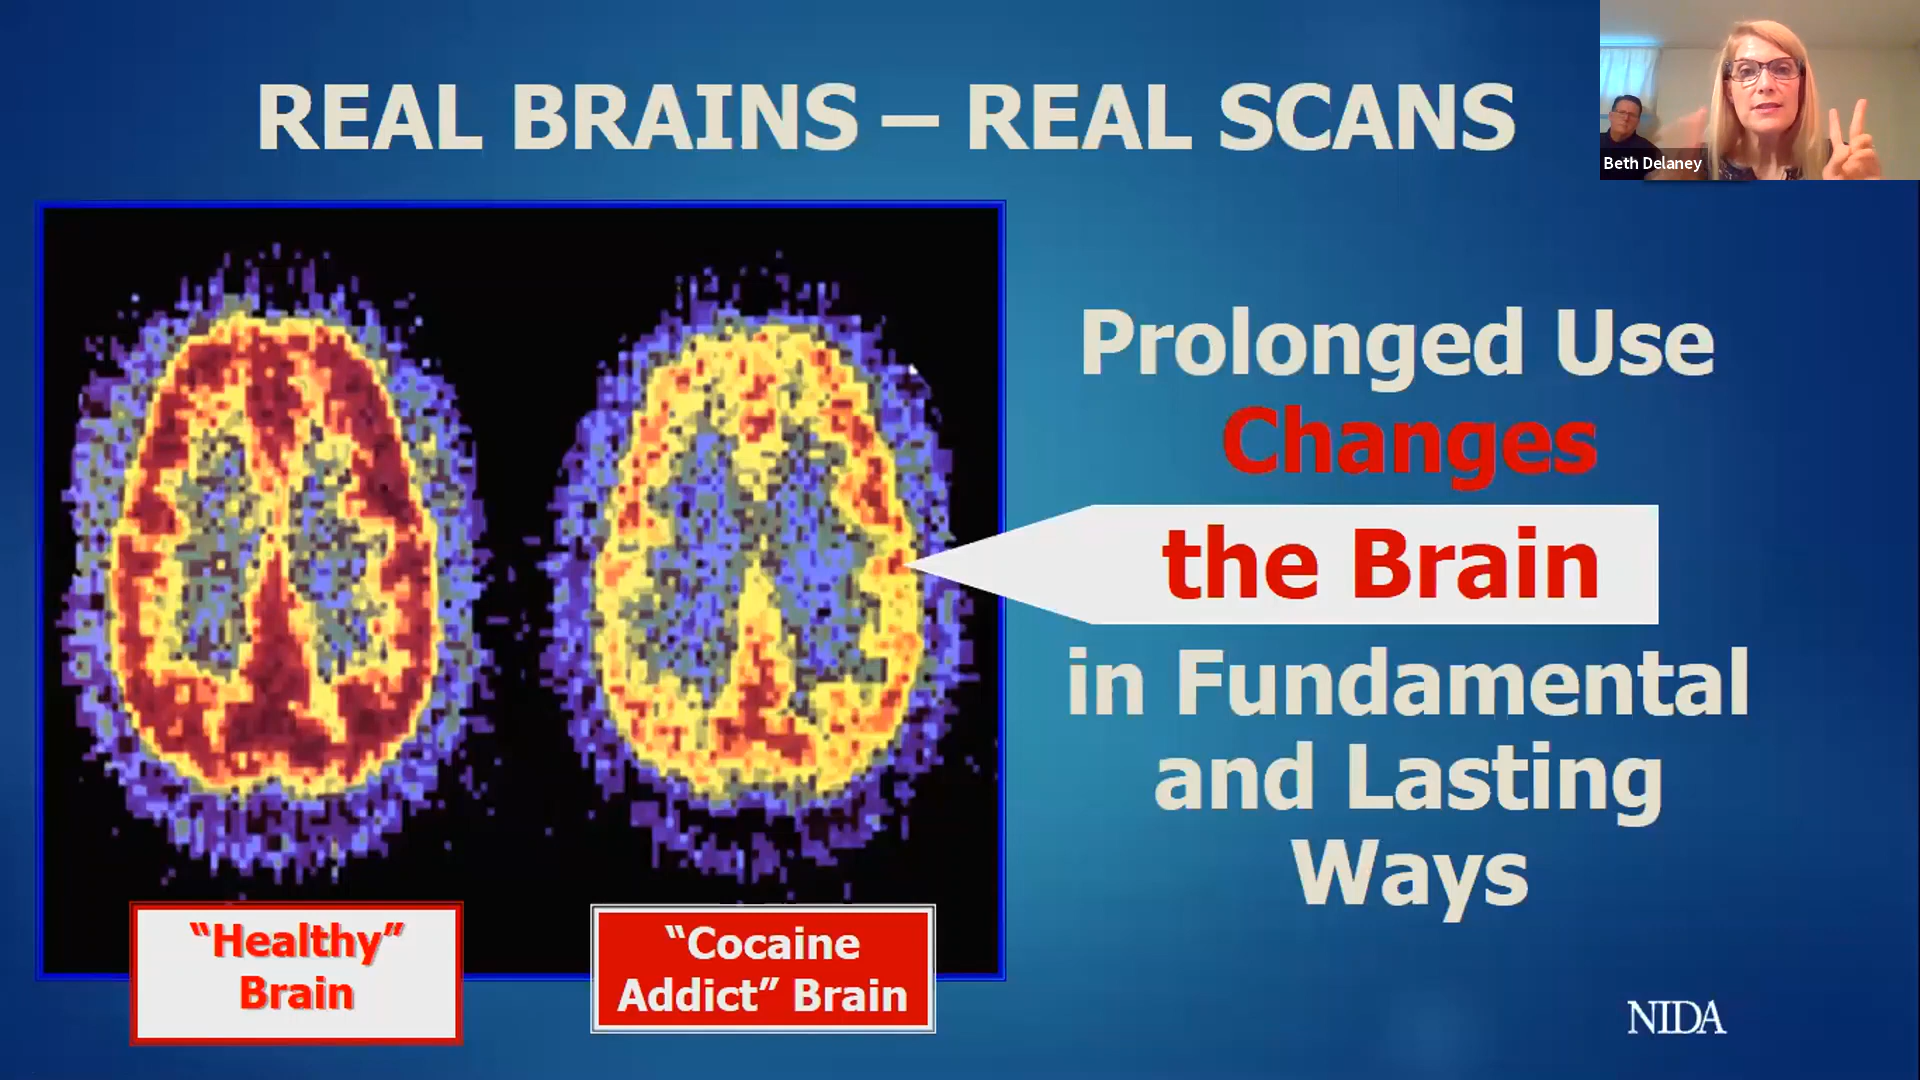 REAL BRAINS – REAL SCANS
Beth Delaney
Prolonged Use
Changes
the Brain
in Fundamental
and Lasting
Ways
“Healthy”
Brain
“Cocaine
Addict” Brain
NIDA